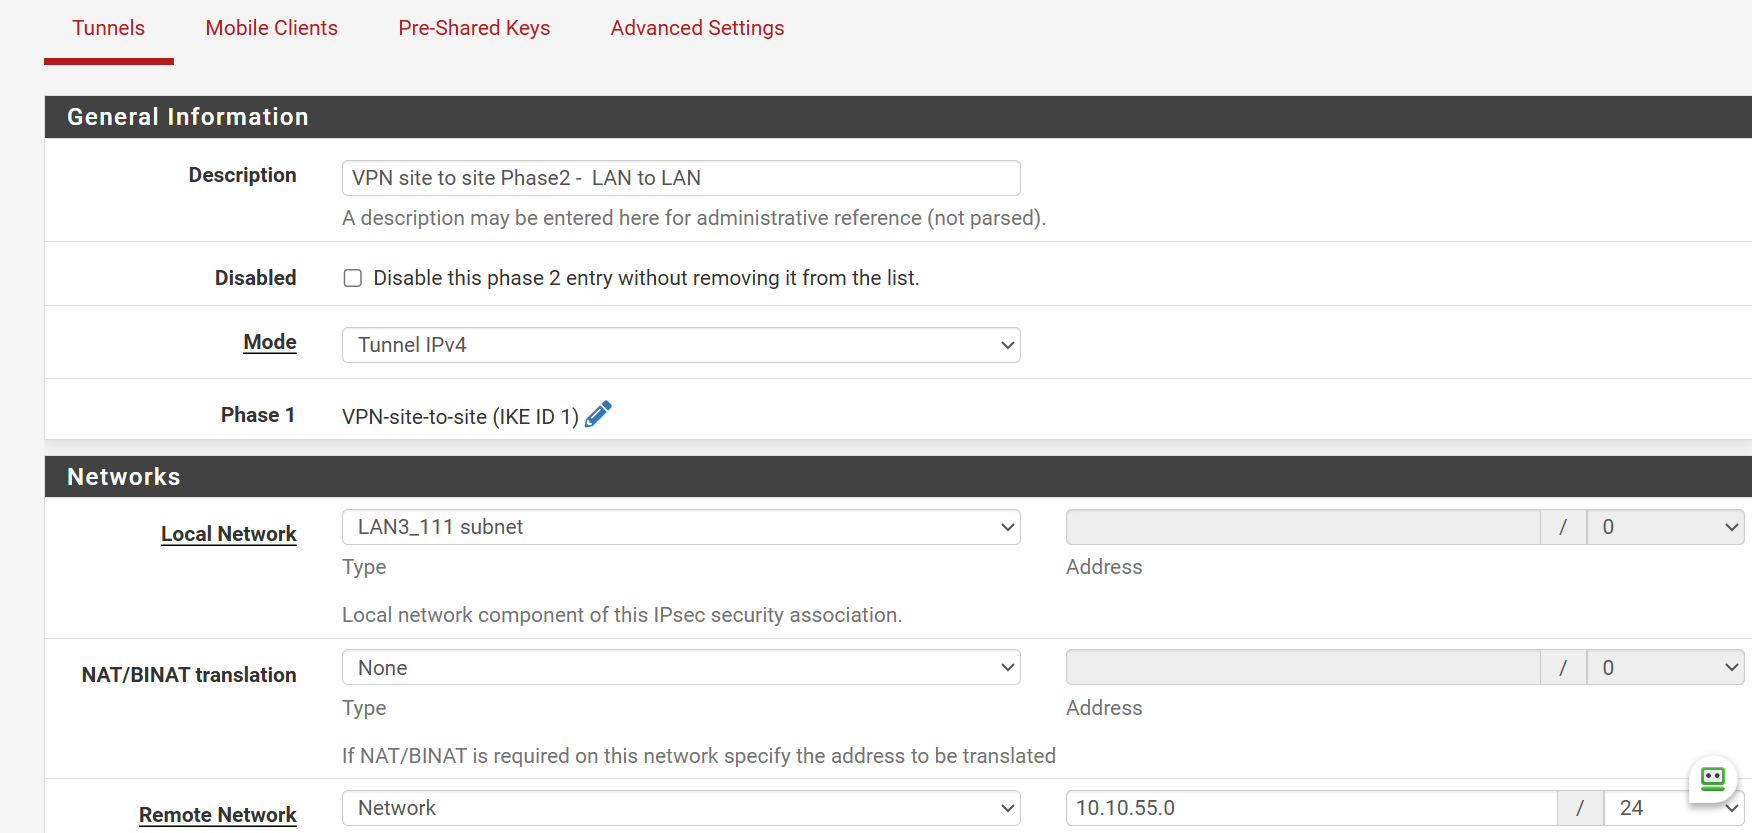 Tunnels Mobile Clients Pre-Shared Keys Advanced Settings
General Information
Description VPN site to site Phase2 -  LAN to LAN
A description may be entered here for administrative reference (not parsed).
Disabled Disable this phase 2 entry without removing it from the list.
Mode Tunnel IPv4
Phase 1 VPN-site-to-site (IKE ID 1)
Networks
Local Network LAN3_111 subnet / 0
Type Address
Local network component of this IPsec security association.
NAT/BINAT translation None / 0
Type Address
If NAT/BINAT is required on this network specify the address to be translated
Remote Network Network 10.10.55.0 / 24